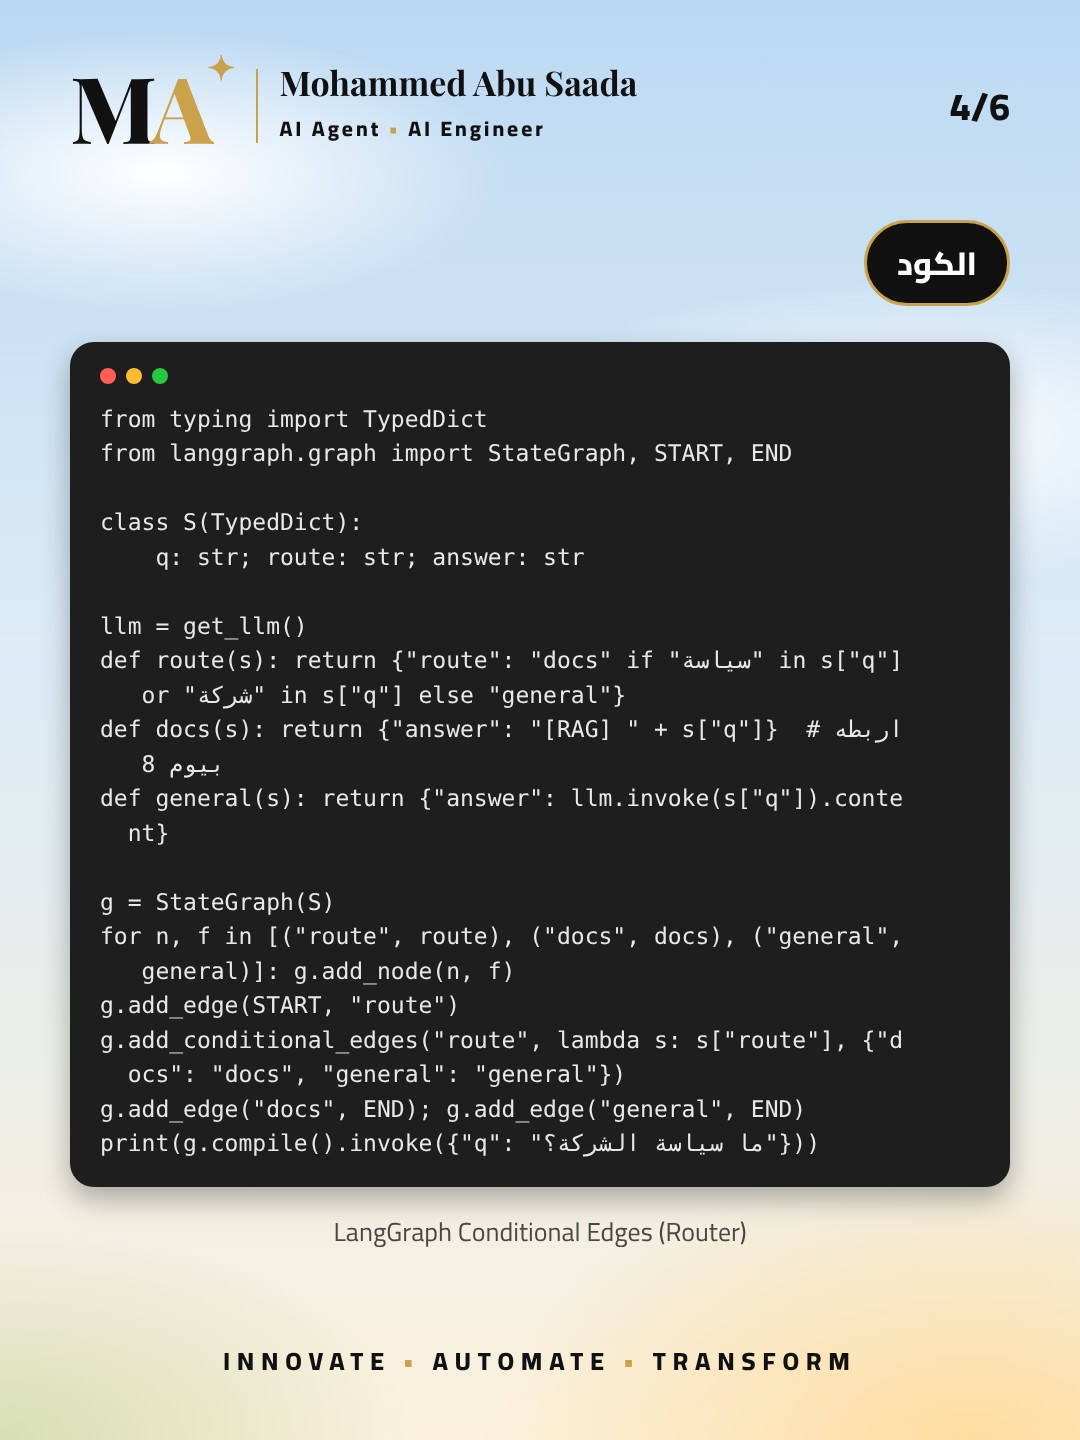 MA
Mohammed Abu Saada
AI Agent ▪ AI Engineer
4/6
الكود
from typing import TypedDict
from langgraph.graph import StateGraph, START, END

class S(TypedDict):
    q: str; route: str; answer: str

llm = get_llm()
def route(s): return {"route": "docs" if "سياسة" in s["q"]
   or "شركة" in s["q"] else "general"}
def docs(s): return {"answer": "[RAG] " + s["q"]}  # اربطه
   بيوم 8
def general(s): return {"answer": llm.invoke(s["q"]).conte
  nt}

g = StateGraph(S)
for n, f in [("route", route), ("docs", docs), ("general",
   general)]: g.add_node(n, f)
g.add_edge(START, "route")
g.add_conditional_edges("route", lambda s: s["route"], {"d
  ocs": "docs", "general": "general"})
g.add_edge("docs", END); g.add_edge("general", END)
print(g.compile().invoke({"q": "ما سياسة الشركة؟"}))
LangGraph Conditional Edges (Router)
INNOVATE ▪ AUTOMATE ▪ TRANSFORM